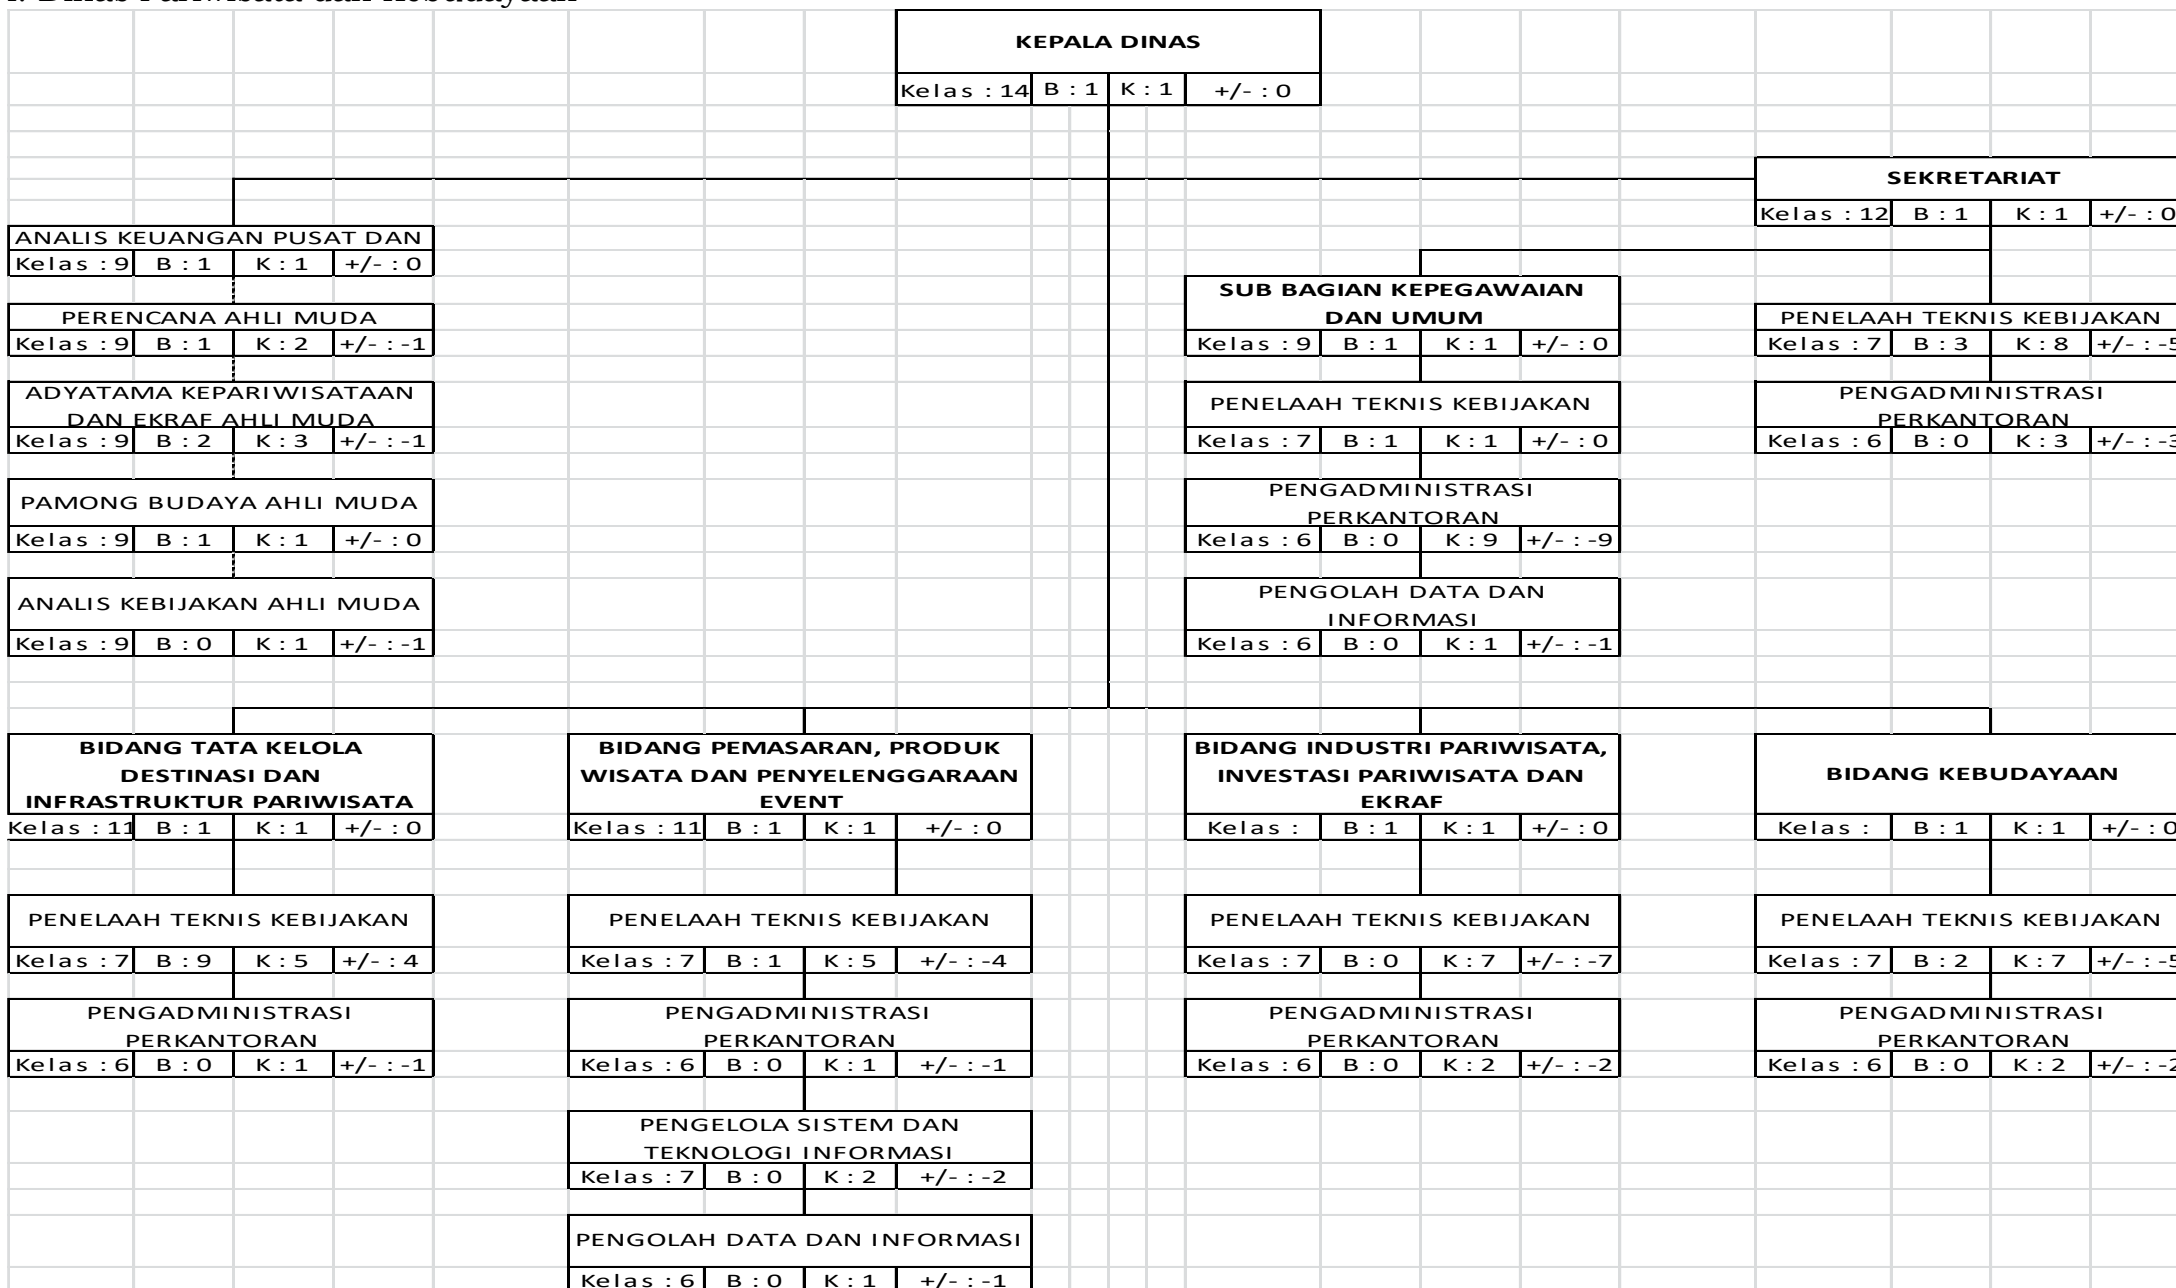 KEPALA DINAS
Kelas : 14 B : 1 K : 1 +/- : 0
SEKRETARIAT
Kelas : 12 B : 1 K : 1 +/- : 0
ANALIS KEUANGAN PUSAT DAN
Kelas : 9 B : 1 K : 1 +/- : 0
PERENCANA AHLI MUDA
Kelas : 9 B : 1 K : 2 +/- : -1
ADYATAMA KEPARIWISATAAN
DAN EKRAF AHLI MUDA
Kelas : 9 B : 2 K : 3 +/- : -1
PAMONG BUDAYA AHLI MUDA
Kelas : 9 B : 1 K : 1 +/- : 0
ANALIS KEBIJAKAN AHLI MUDA
Kelas : 9 B : 0 K : 1 +/- : -1
SUB BAGIAN KEPEGAWAIAN
DAN UMUM
Kelas : 9 B : 1 K : 1 +/- : 0
PENELAAH TEKNIS KEBIJAKAN
Kelas : 7 B : 1 K : 1 +/- : 0
PENGADMINISTRASI
PERKANTORAN
Kelas : 6 B : 0 K : 9 +/- : -9
PENGOLAH DATA DAN
INFORMASI
Kelas : 6 B : 0 K : 1 +/- : -1
PENELAAH TEKNIS KEBIJAKAN
Kelas : 7 B : 3 K : 8 +/- : -5
PENGADMINISTRASI
PERKANTORAN
Kelas : 6 B : 0 K : 3 +/- : -3
BIDANG TATA KELOLA
DESTINASI DAN
INFRASTRUKTUR PARIWISATA
Kelas : 11 B : 1 K : 1 +/- : 0
PENELAAH TEKNIS KEBIJAKAN
Kelas : 7 B : 9 K : 5 +/- : 4
PENGADMINISTRASI
PERKANTORAN
Kelas : 6 B : 0 K : 1 +/- : -1
BIDANG PEMASARAN, PRODUK
WISATA DAN PENYELENGGARAAN
EVENT
Kelas : 11 B : 1 K : 1 +/- : 0
PENELAAH TEKNIS KEBIJAKAN
Kelas : 7 B : 1 K : 5 +/- : -4
PENGADMINISTRASI
PERKANTORAN
Kelas : 6 B : 0 K : 1 +/- : -1
PENGELOLA SISTEM DAN
TEKNOLOGI INFORMASI
Kelas : 7 B : 0 K : 2 +/- : -2
PENGOLAH DATA DAN INFORMASI
Kelas : 6 B : 0 K : 1 +/- : -1
BIDANG INDUSTRI PARIWISATA,
INVESTASI PARIWISATA DAN
EKRAF
Kelas : B : 1 K : 1 +/- : 0
PENELAAH TEKNIS KEBIJAKAN
Kelas : 7 B : 0 K : 7 +/- : -7
PENGADMINISTRASI
PERKANTORAN
Kelas : 6 B : 0 K : 2 +/- : -2
BIDANG KEBUDAYAAN
Kelas : B : 1 K : 1 +/- : 0
PENELAAH TEKNIS KEBIJAKAN
Kelas : 7 B : 2 K : 7 +/- : -5
PENGADMINISTRASI
PERKANTORAN
Kelas : 6 B : 0 K : 2 +/- : -2